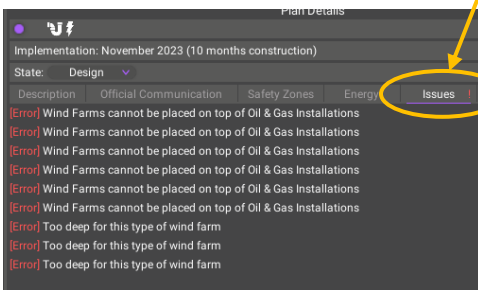 Plan Details
Implementation: November 2023 (10 months construction)
State: Design
Description Official Communication Safety Zones Energy Issues !
[Error] Wind Farms cannot be placed on top of Oil & Gas Installations
[Error] Wind Farms cannot be placed on top of Oil & Gas Installations
[Error] Wind Farms cannot be placed on top of Oil & Gas Installations
[Error] Wind Farms cannot be placed on top of Oil & Gas Installations
[Error] Wind Farms cannot be placed on top of Oil & Gas Installations
[Error] Wind Farms cannot be placed on top of Oil & Gas Installations
[Error] Too deep for this type of wind farm
[Error] Too deep for this type of wind farm
[Error] Too deep for this type of wind farm